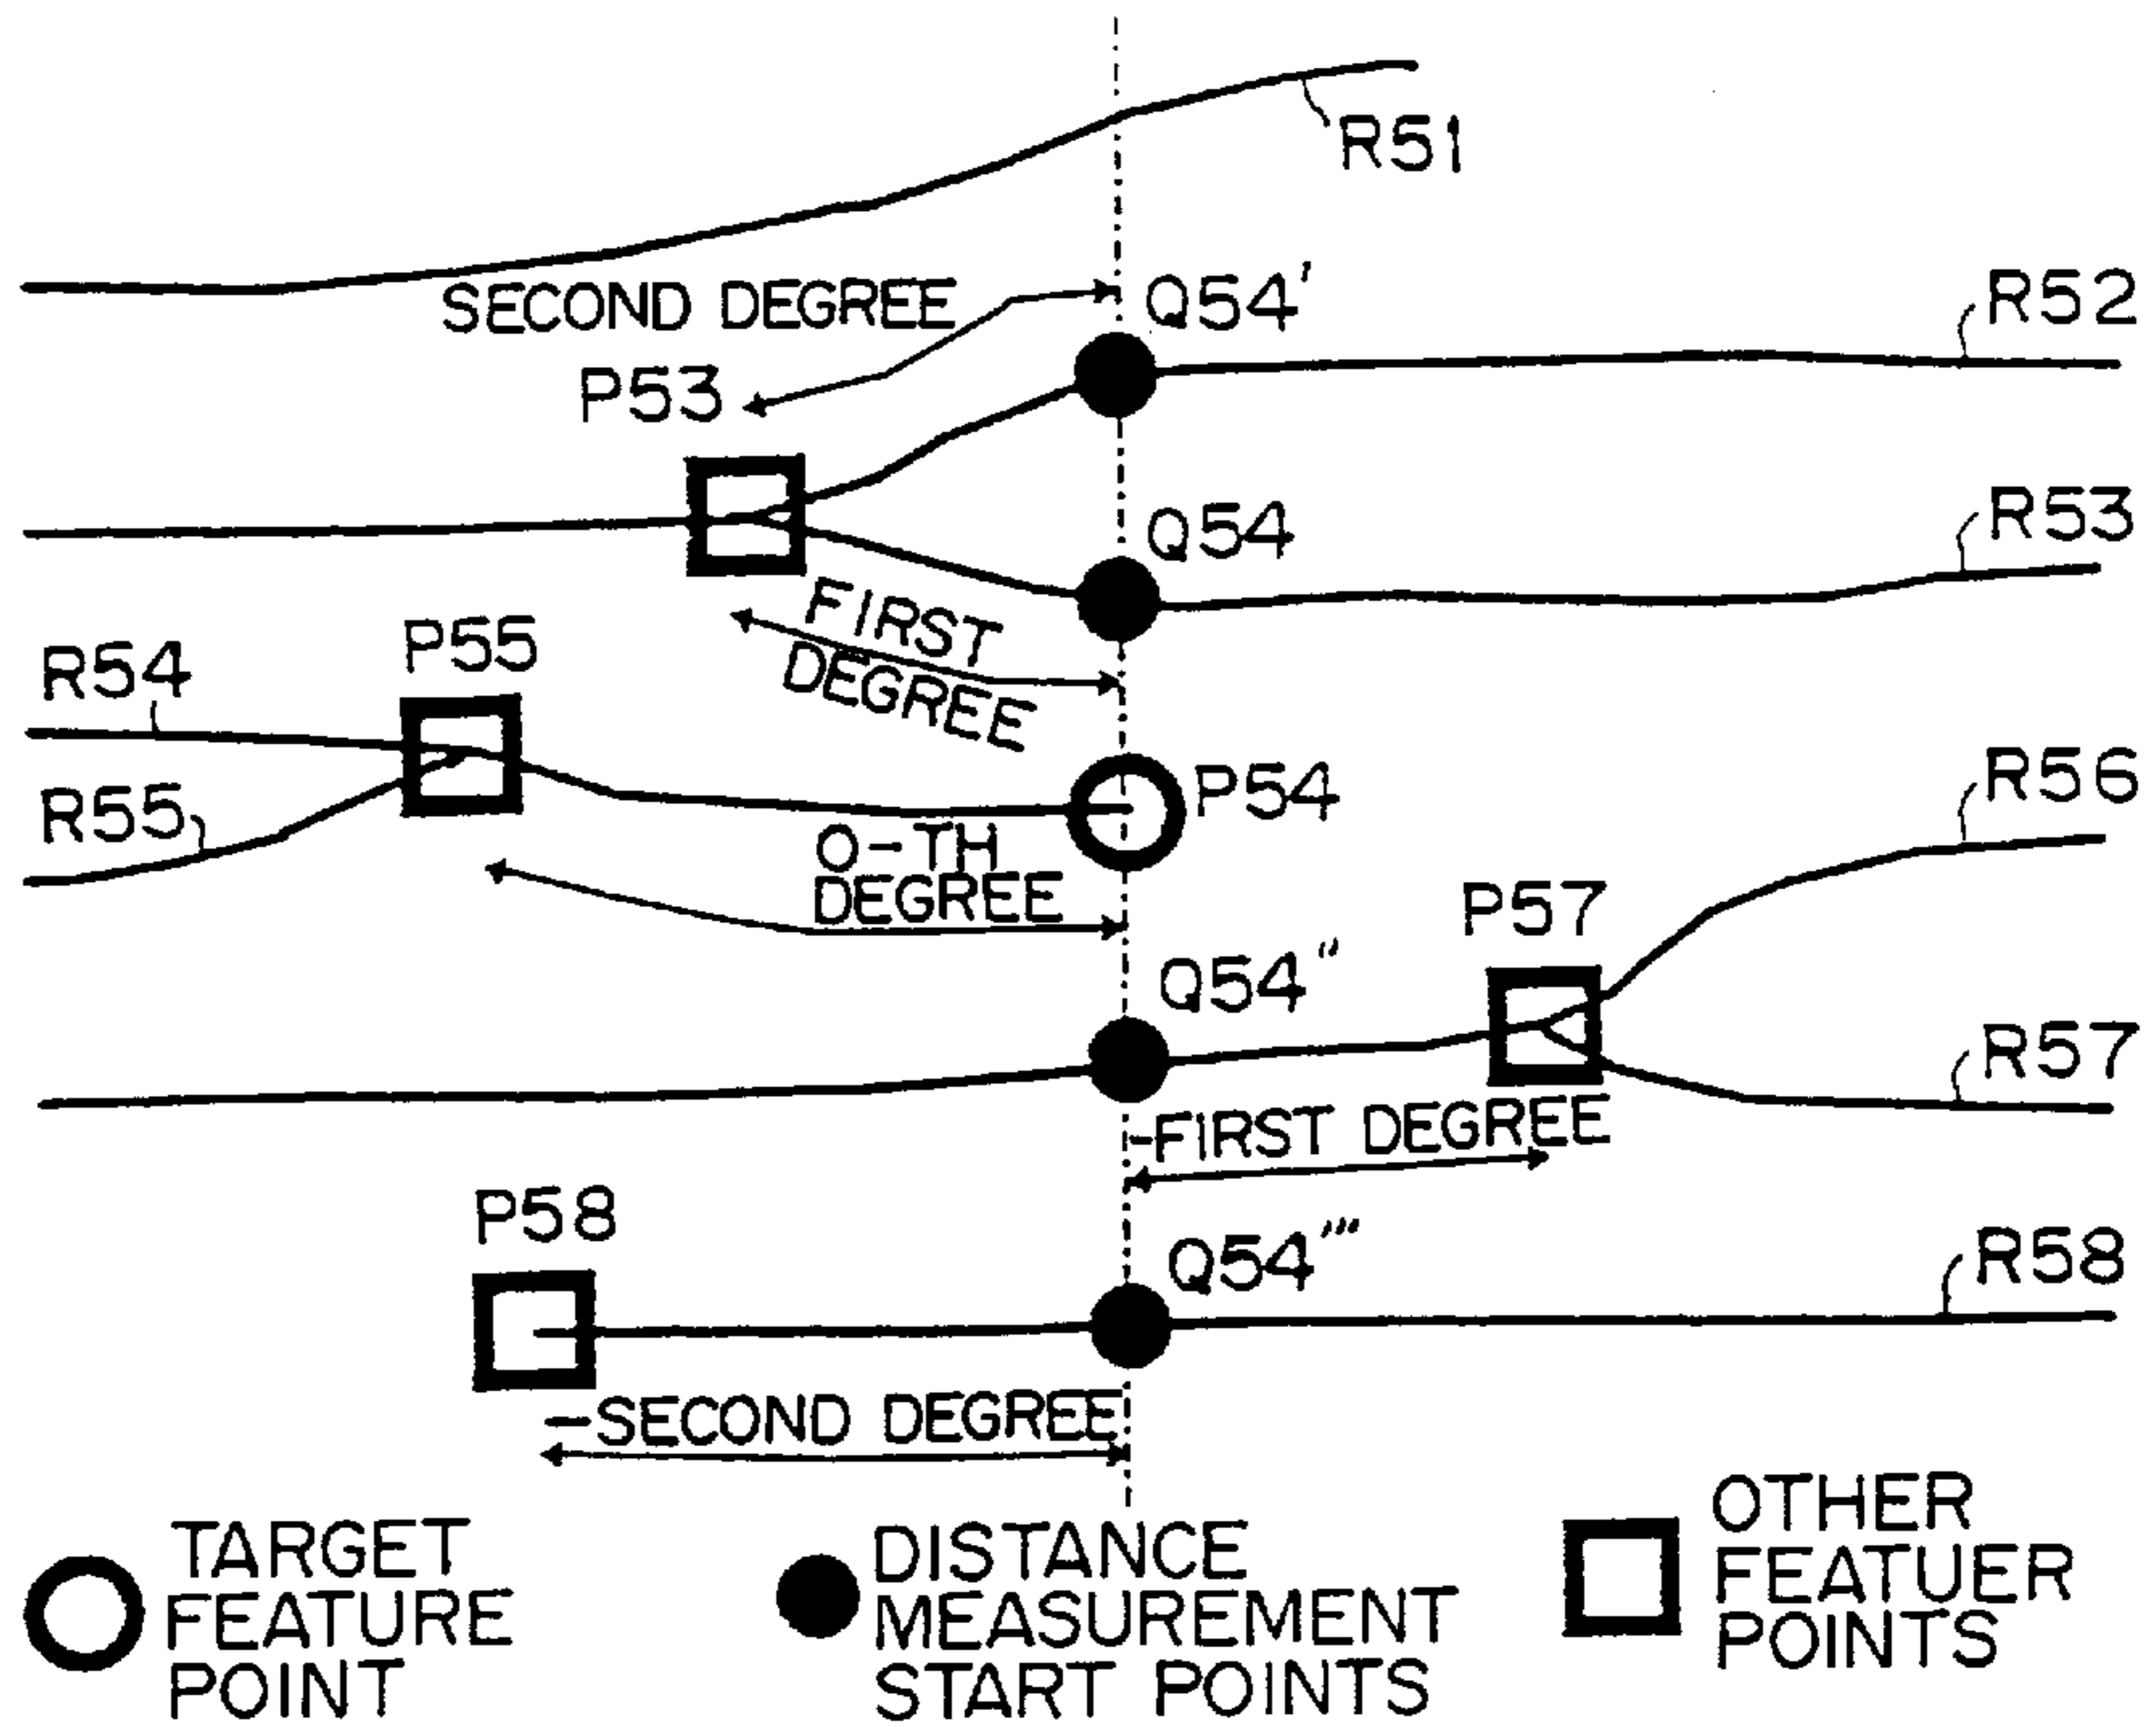 R51
SECOND DEGREE
Q54'
R52
P53
Q54
R53
FIRST
DEGREE
P55
R54
R55
P54
R56
O-TH
DEGREE
P57
Q54"
R57
-FIRST DEGREE
P58
Q54'''
R58
-SECOND DEGREE
TARGET
FEATURE
POINT
DISTANCE
MEASUREMENT
START POINTS
OTHER
FEATUER
POINTS